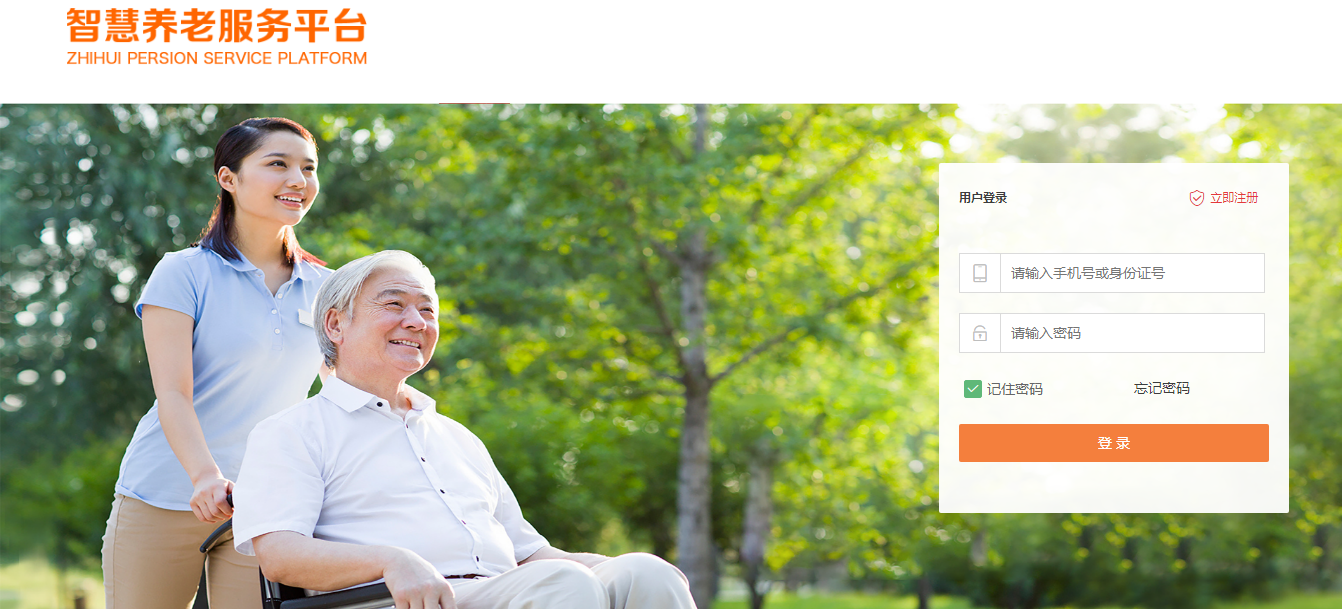 智慧养老服务平台
ZHIHUI PERSION SERVICE PLATFORM
用户登录
立即注册
请输入手机号或身份证号
请输入密码
记住密码 忘记密码
登 录